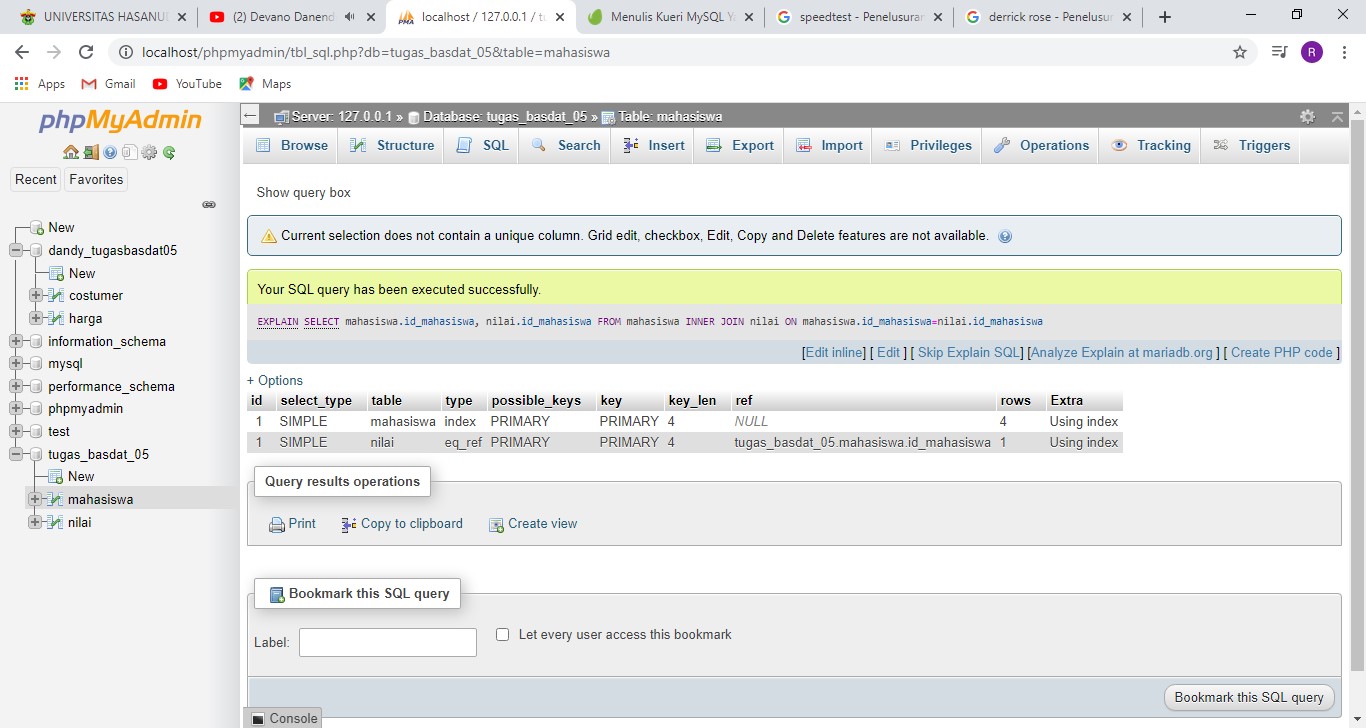 UNIVERSITAS HASANU
(2) Devano Danend
localhost / 127.0.0.1 / tu
Menulis Kueri MySQL Ya
speedtest - Penelusuran
derrick rose - Penelusur
localhost/phpmyadmin/tbl_sql.php?db=tugas_basdat_05&table=mahasiswa
R
Apps Gmail YouTube Maps
phpMyAdmin
Recent Favorites
New
dandy_tugasbasdat05
New
costumer
harga
information_schema
mysql
performance_schema
phpmyadmin
test
tugas_basdat_05
New
mahasiswa
nilai
Server: 127.0.0.1 » Database: tugas_basdat_05 » Table: mahasiswa
Browse Structure SQL Search Insert Export Import Privileges Operations Tracking Triggers
Show query box
Current selection does not contain a unique column. Grid edit, checkbox, Edit, Copy and Delete features are not available.
Your SQL query has been executed successfully.
EXPLAIN SELECT mahasiswa.id_mahasiswa, nilai.id_mahasiswa FROM mahasiswa INNER JOIN nilai ON mahasiswa.id_mahasiswa=nilai.id_mahasiswa
[Edit inline] [ Edit ] [ Skip Explain SQL] [Analyze Explain at mariadb.org ] [ Create PHP code ]
+ Options
id select_type table type possible_keys key key_len ref rows Extra
1 SIMPLE mahasiswa index PRIMARY PRIMARY 4 NULL 4 Using index
1 SIMPLE nilai eq_ref PRIMARY PRIMARY 4 tugas_basdat_05.mahasiswa.id_mahasiswa 1 Using index
Query results operations
Print Copy to clipboard Create view
Bookmark this SQL query
Label: Let every user access this bookmark
Bookmark this SQL query
Console